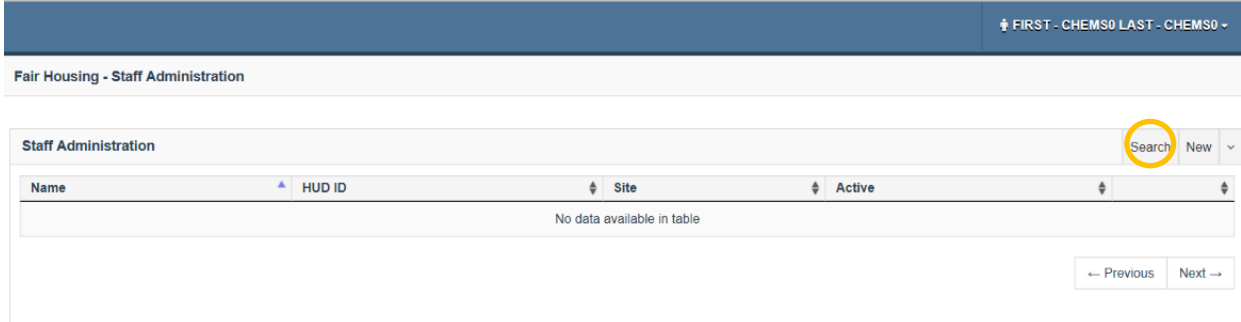 FIRST - CHEMS0 LAST - CHEMS0
Fair Housing - Staff Administration
Staff Administration Search New
Name HUD ID Site Active
No data available in table
← Previous Next →